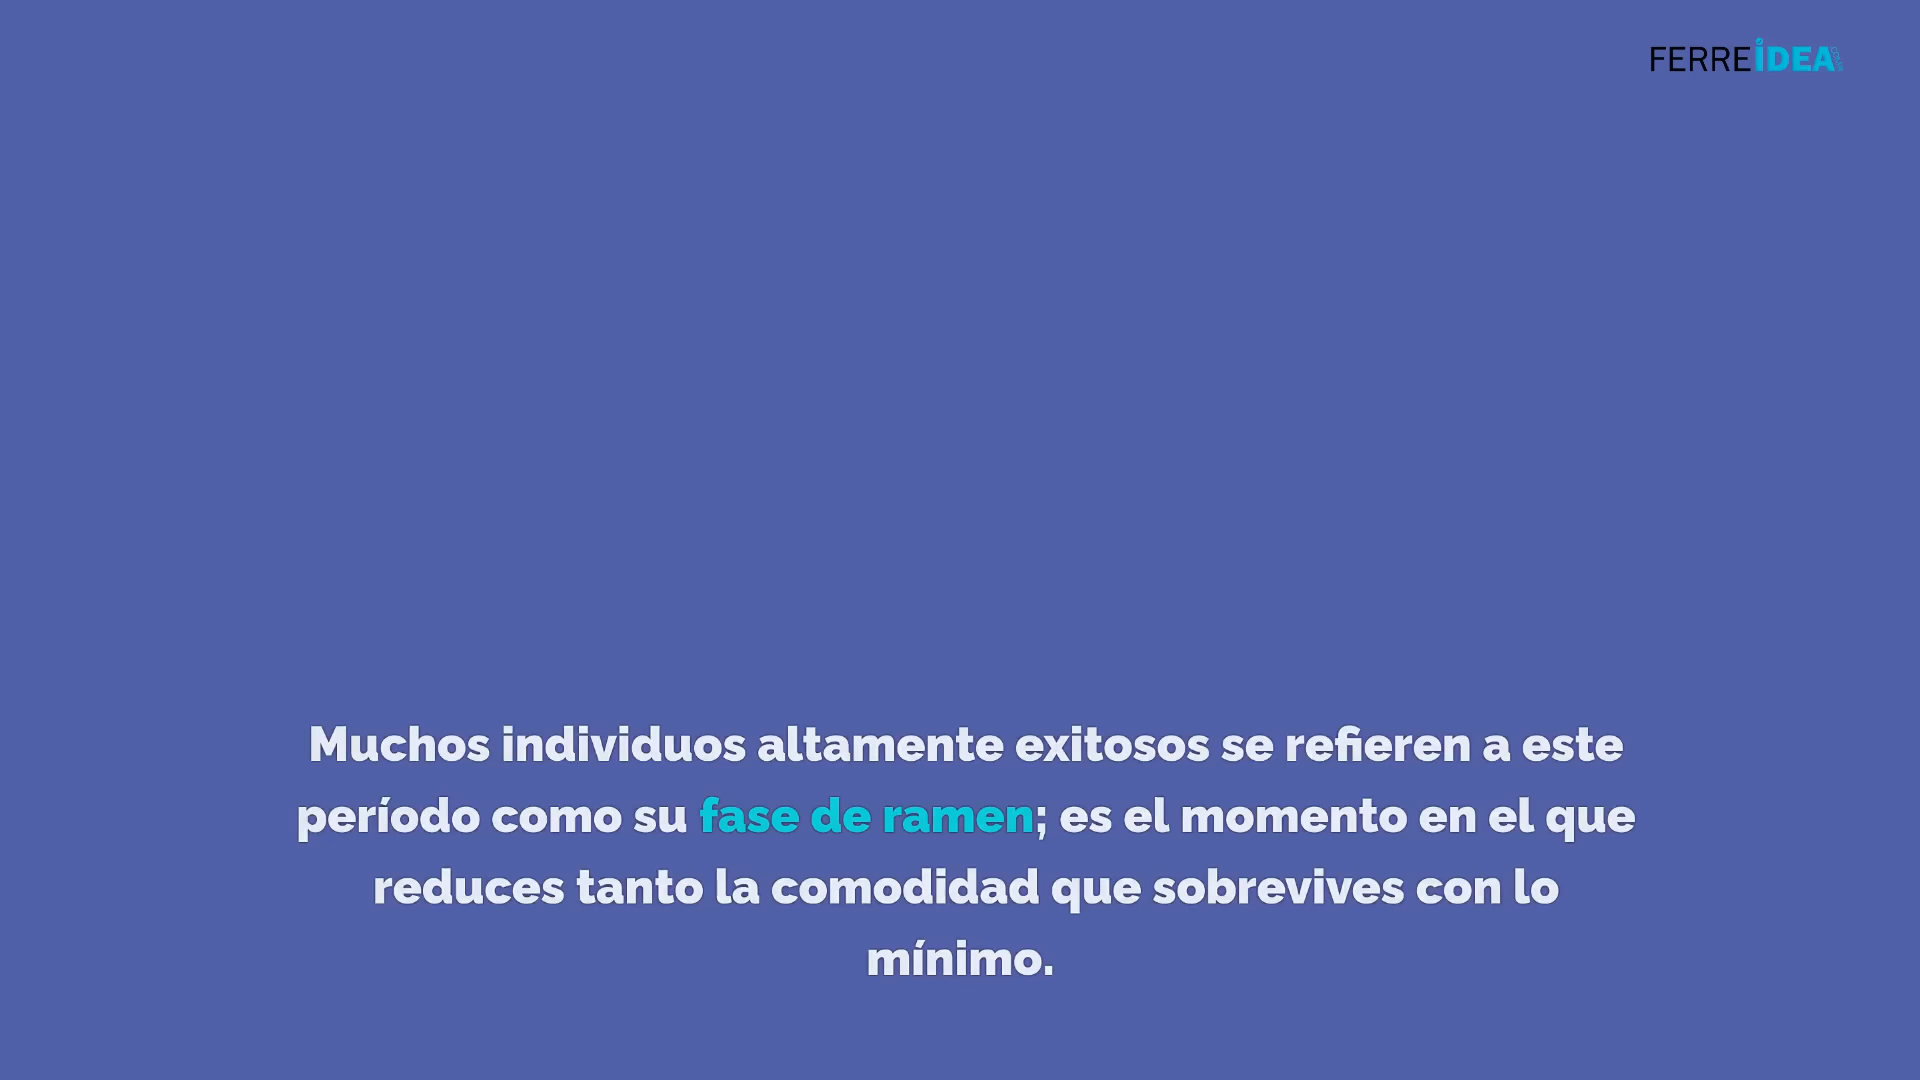 FERREiDEA
Muchos individuos altamente exitosos se refieren a este
período como su fase de ramen; es el momento en el que
reduces tanto la comodidad que sobrevives con lo
mínimo.